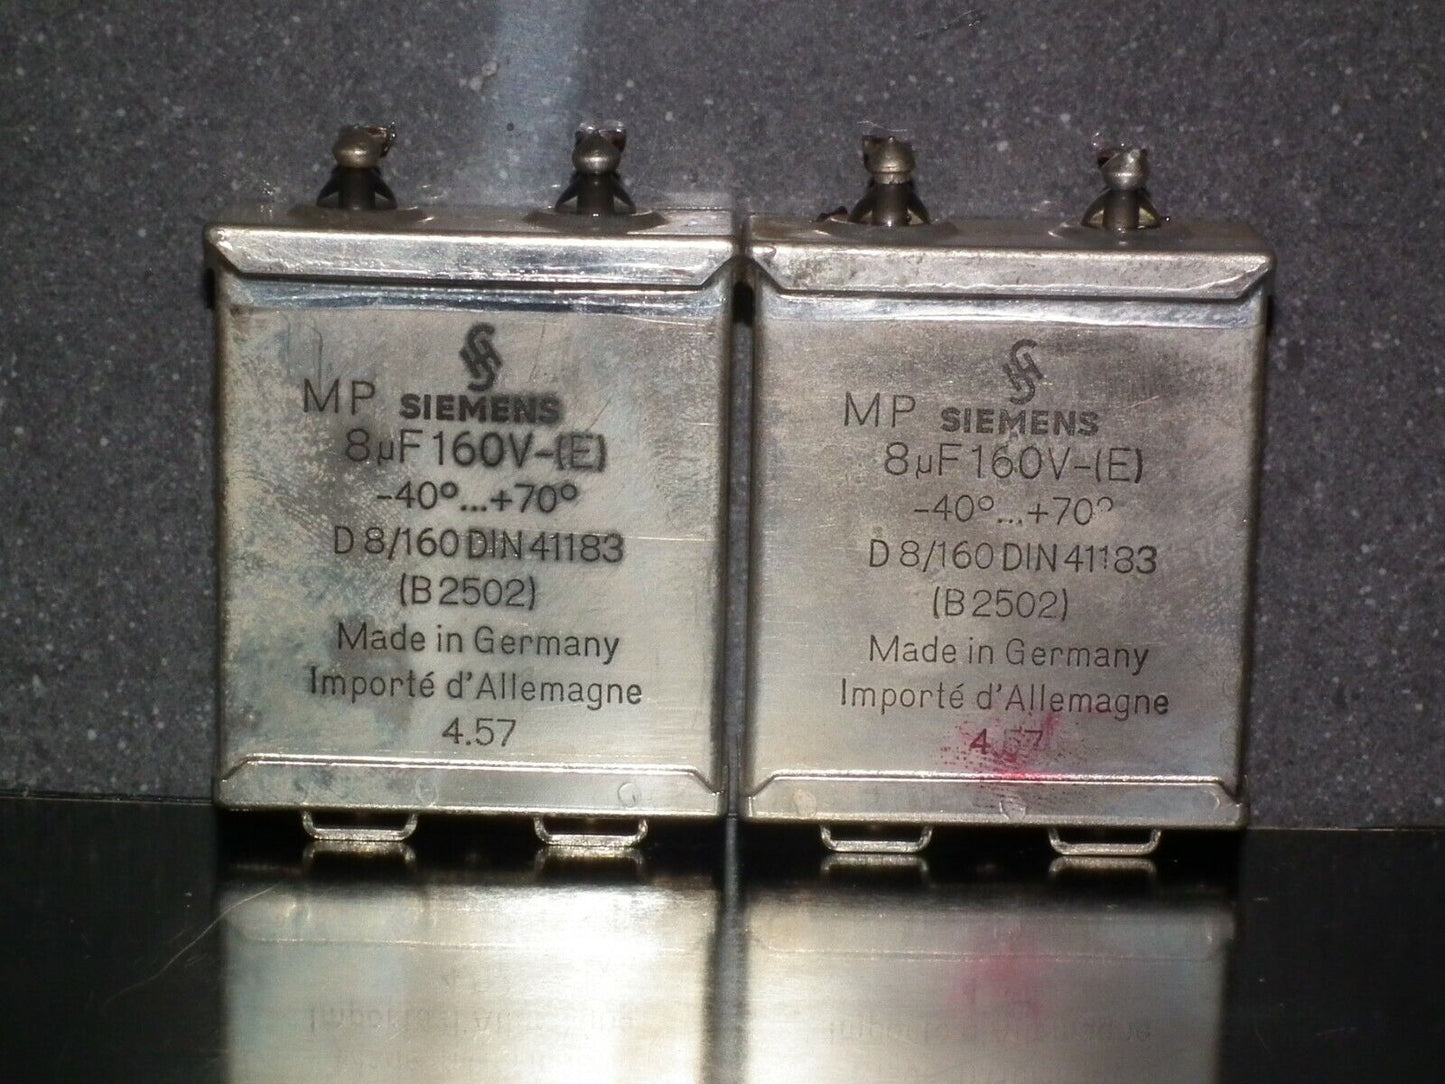 MP SIEMENS
8µF 160V-(E)
-40°...+70°
D 8/160 DIN 41183
(B 2502)
Made in Germany
Importé d'Allemagne
4.57
MP SIEMENS
8µF 160V-(E)
-40°...+70°
D 8/160 DIN 41183
(B 2502)
Made in Germany
Importé d'Allemagne
4.57